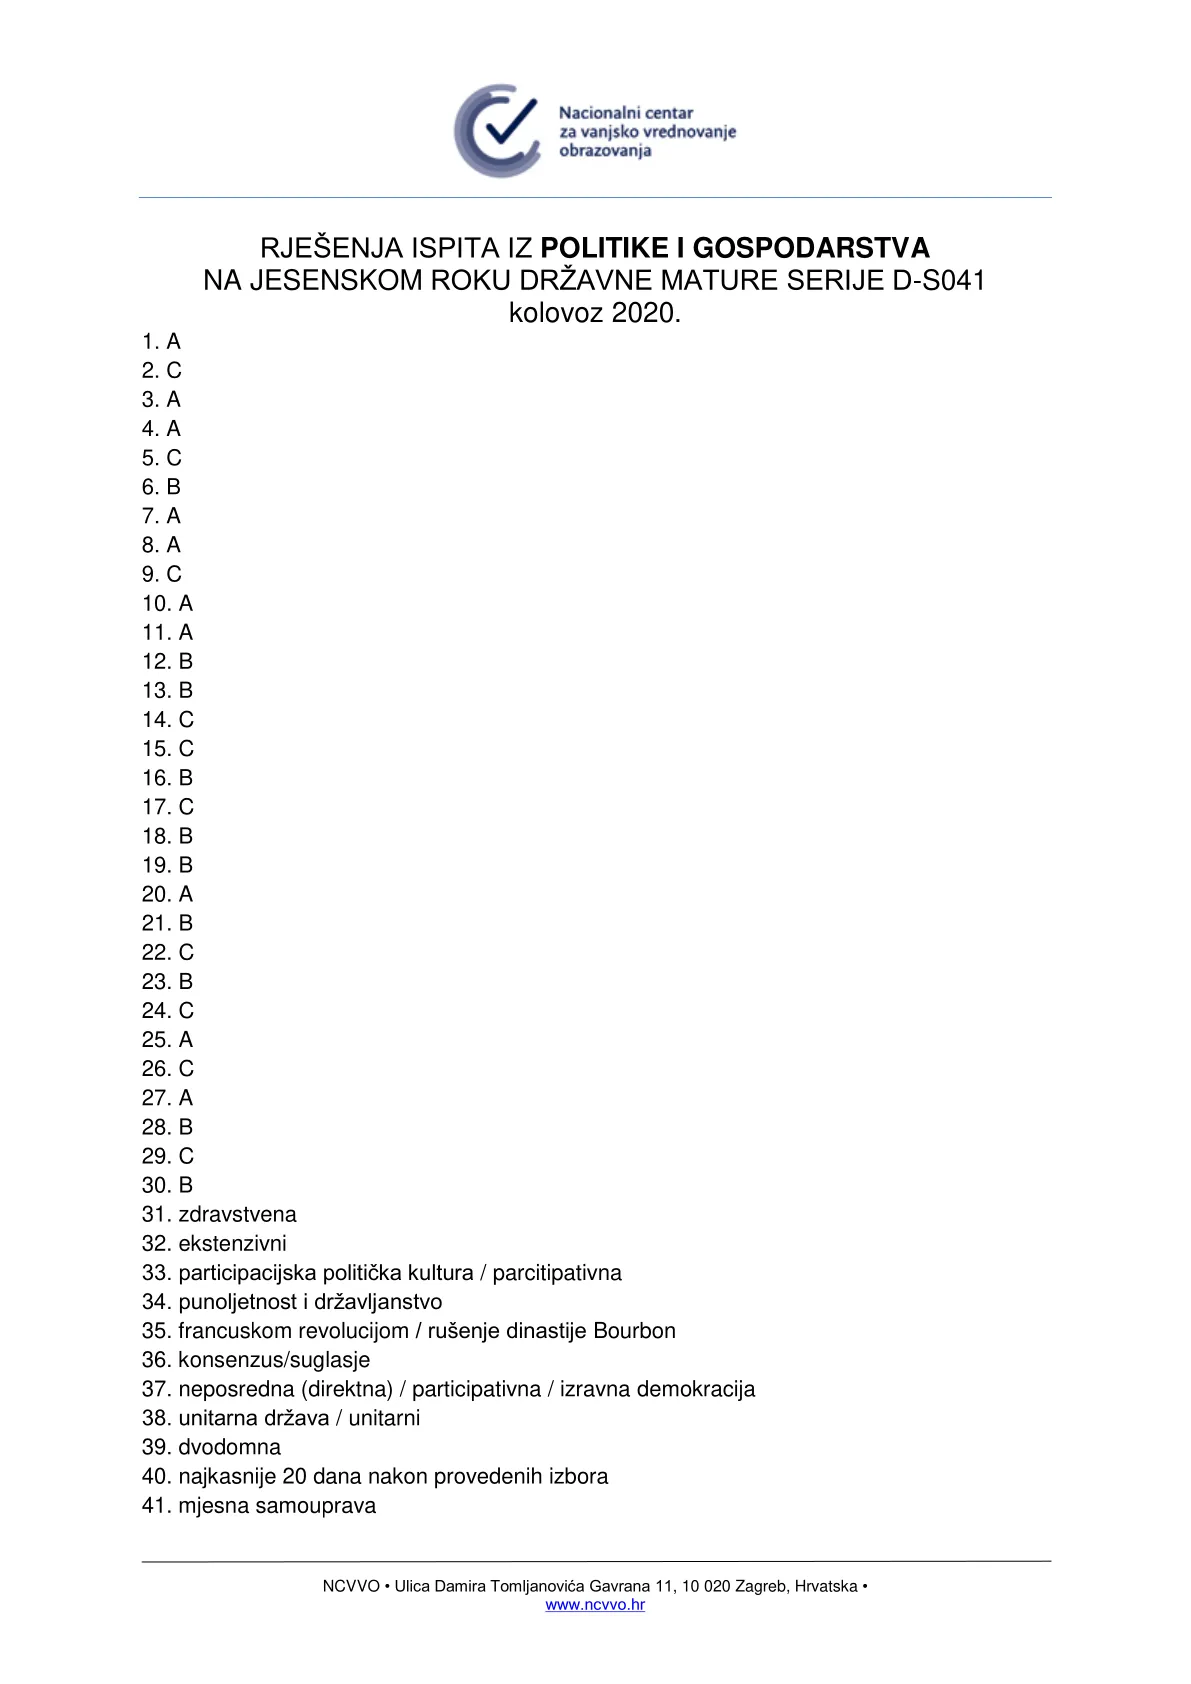 Nacionalni centar
za vanjsko vrednovanje
obrazovanja
RJEŠENJA ISPITA IZ POLITIKE I GOSPODARSTVA
NA JESENSKOM ROKU DRŽAVNE MATURE SERIJE D-S041
kolovoz 2020.
1. A
2. C
3. A
4. A
5. C
6. B
7. A
8. A
9. C
10. A
11. A
12. B
13. B
14. C
15. C
16. B
17. C
18. B
19. B
20. A
21. B
22. C
23. B
24. C
25. A
26. C
27. A
28. B
29. C
30. B
31. zdravstvena
32. ekstenzivni
33. participacijska politička kultura / parcitipativna
34. punoljetnost i državljanstvo
35. francuskom revolucijom / rušenje dinastije Bourbon
36. konsenzus/suglasje
37. neposredna (direktna) / participativna / izravna demokracija
38. unitarna država / unitarni
39. dvodomna
40. najkasnije 20 dana nakon provedenih izbora
41. mjesna samouprava
NCVVO • Ulica Damira Tomljanovića Gavrana 11, 10 020 Zagreb, Hrvatska •
www.ncvvo.hr